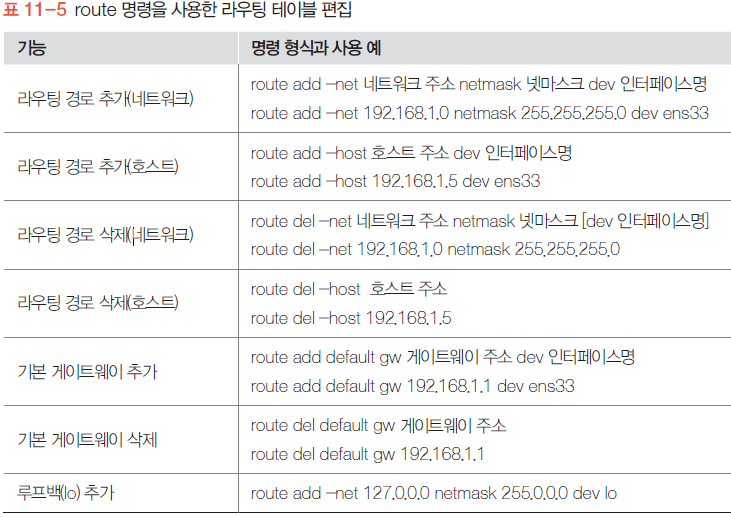 표 11-5 route 명령을 사용한 라우팅 테이블 편집
기능 명령 형식과 사용 예
라우팅 경로 추가(네트워크)
route add -net 네트워크 주소 netmask 넷마스크 dev 인터페이스명
route add -net 192.168.1.0 netmask 255.255.255.0 dev ens33
라우팅 경로 추가(호스트)
route add -host 호스트 주소 dev 인터페이스명
route add -host 192.168.1.5 dev ens33
라우팅 경로 삭제(네트워크)
route del -net 네트워크 주소 netmask 넷마스크 [dev 인터페이스명]
route del -net 192.168.1.0 netmask 255.255.255.0
라우팅 경로 삭제(호스트)
route del -host 호스트 주소
route del -host 192.168.1.5
기본 게이트웨이 추가
route add default gw 게이트웨이 주소 dev 인터페이스명
route add default gw 192.168.1.1 dev ens33
기본 게이트웨이 삭제
route del default gw 게이트웨이 주소
route del default gw 192.168.1.1
루프백(lo) 추가 route add -net 127.0.0.0 netmask 255.0.0.0 dev lo